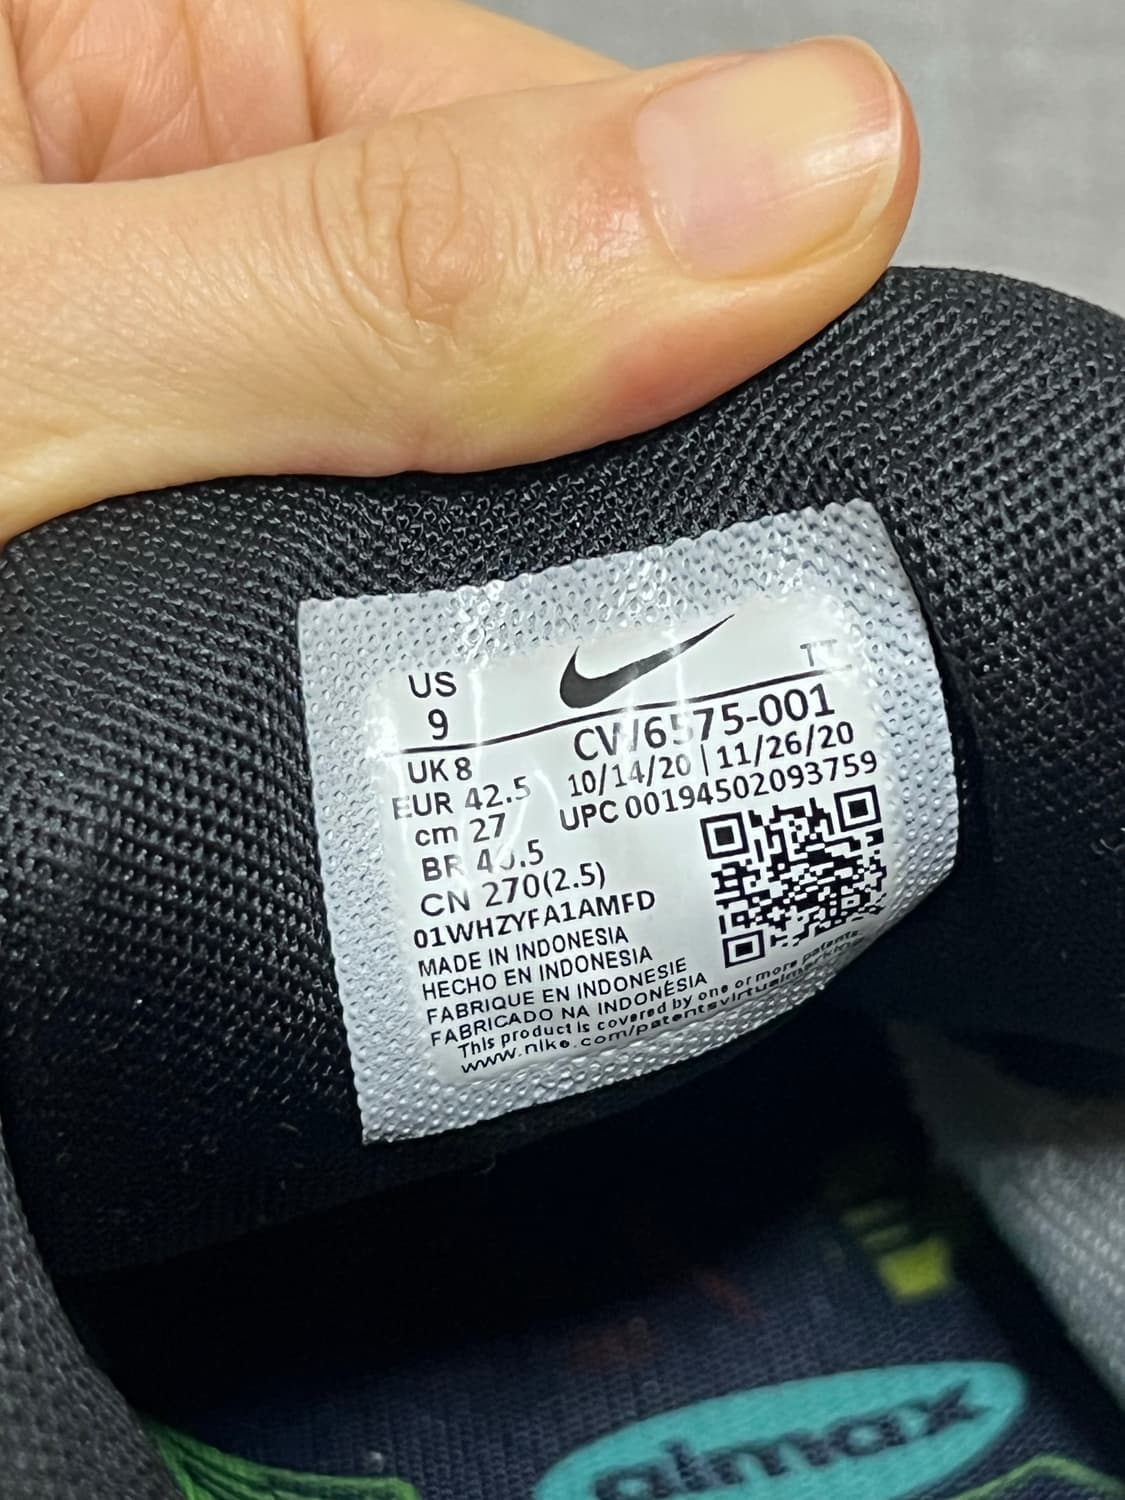 US
9
TT
CW6575-001
10/14/20 | 11/26/20
UPC 00194502093759
UK 8
EUR 42.5
cm 27
BR
CN 270(2.5)
01WHZYFA1AMFD
MADE IN INDONESIA
HECHO EN INDONESIA
FABRIQUE EN INDONESIE
FABRICADO NA INDONÉSIA
This product is covered by one or more patents
www.nike.com/patentsvirtualmarking
airmax